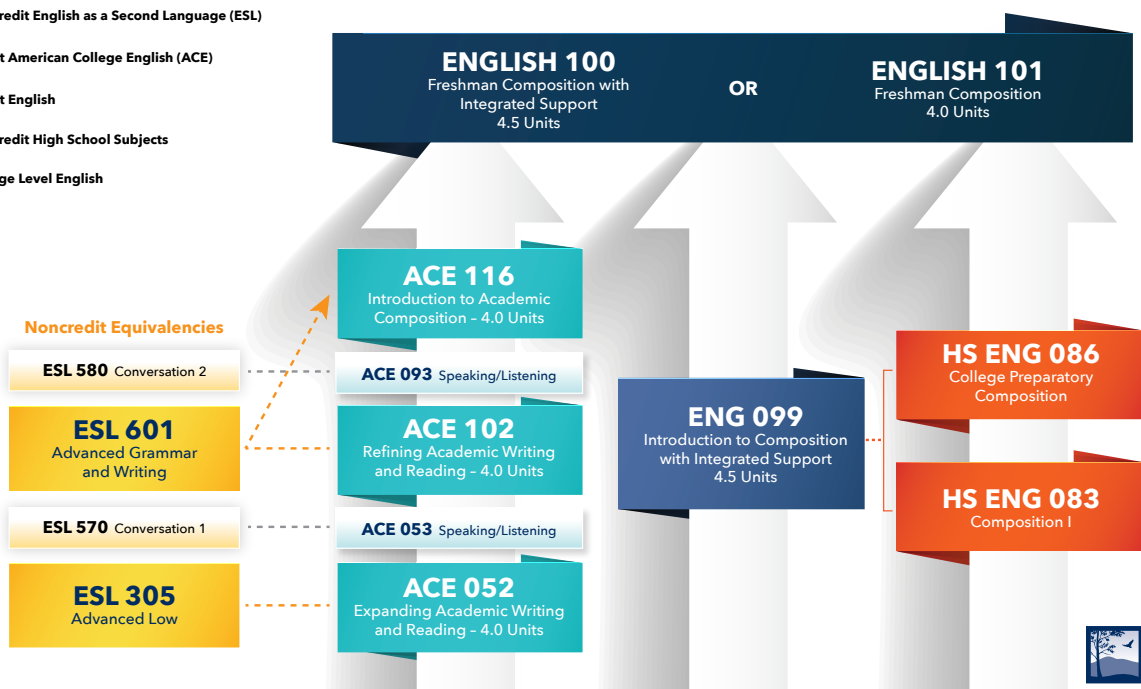 redit English as a Second Language (ESL)
t American College English (ACE)
t English
redit High School Subjects
ge Level English
ENGLISH 100
Freshman Composition with
Integrated Support
4.5 Units
OR
ENGLISH 101
Freshman Composition
4.0 Units
ACE 116
Introduction to Academic
Composition – 4.0 Units
Noncredit Equivalencies
ESL 580 Conversation 2
ACE 093 Speaking/Listening
ESL 601
Advanced Grammar
and Writing
ACE 102
Refining Academic Writing
and Reading – 4.0 Units
ESL 570 Conversation 1
ACE 053 Speaking/Listening
ESL 305
Advanced Low
ACE 052
Expanding Academic Writing
and Reading – 4.0 Units
ENG 099
Introduction to Composition
with Integrated Support
4.5 Units
HS ENG 086
College Preparatory
Composition
HS ENG 083
Composition I